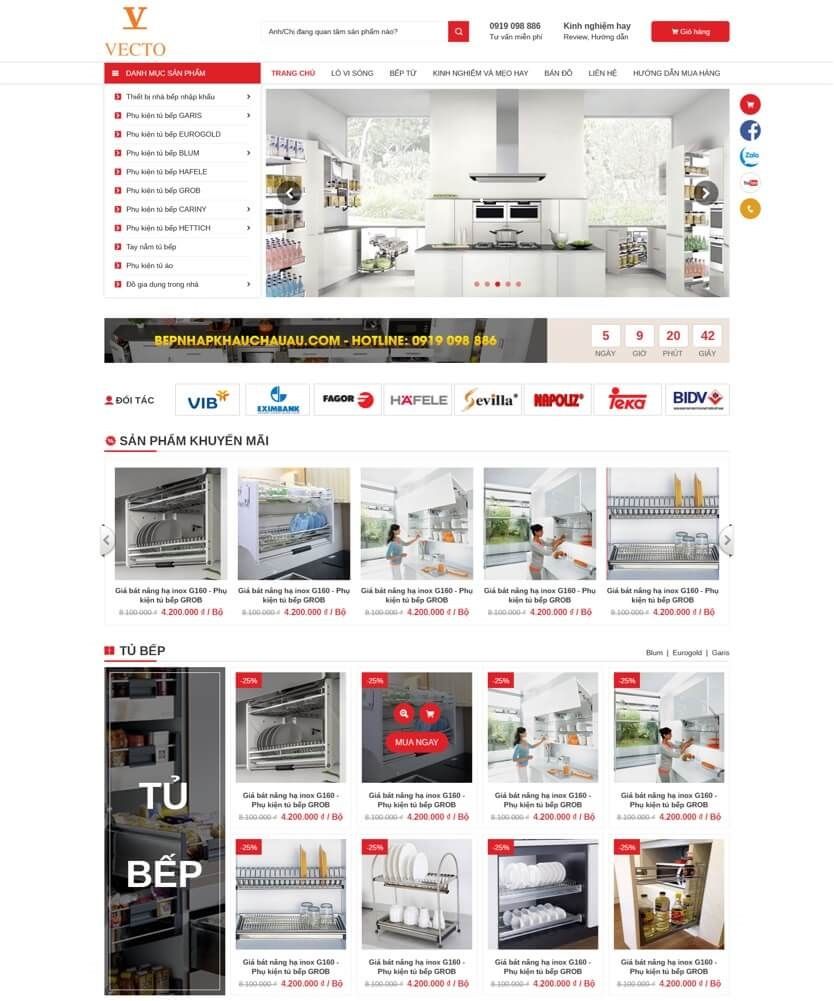 V
VECTO
Anh/Chị đang quan tâm sản phẩm nào?
0919 098 886
Tư vấn miễn phí
Kinh nghiệm hay
Review, Hướng dẫn
Giỏ hàng
DANH MỤC SẢN PHẨM
TRANG CHỦ LÒ VI SÓNG BẾP TỪ KINH NGHIỆM VÀ MẸO HAY BẢN ĐỒ LIÊN HỆ HƯỚNG DẪN MUA HÀNG
Thiết bị nhà bếp nhập khẩu
Phụ kiện tủ bếp GARIS
Phụ kiện tủ bếp EUROGOLD
Phụ kiện tủ bếp BLUM
Phụ kiện tủ bếp HAFELE
Phụ kiện tủ bếp GROB
Phụ kiện tủ bếp CARINY
Phụ kiện tủ bếp HETTICH
Tay nắm tủ bếp
Phụ kiện tủ áo
Đồ gia dụng trong nhà
Zalo
You Tube
BEPNHAPKHAUCHAUAU.COM - HOTLINE: 0919 098 886
5 9 20 42
NGÀY GIỜ PHÚT GIÂY
ĐỐI TÁC
VIB
EXIMBANK
FAGOR
HÄFELE
Sevilla
NAPOLIZ
Teka
BIDV
SẢN PHẨM KHUYẾN MÃI
Giá bát nâng hạ inox G160 - Phụ kiện tủ bếp GROB
8.100.000 ₫ 4.200.000 ₫ / Bộ
Giá bát nâng hạ inox G160 - Phụ kiện tủ bếp GROB
8.100.000 ₫ 4.200.000 ₫ / Bộ
Giá bát nâng hạ inox G160 - Phụ kiện tủ bếp GROB
8.100.000 ₫ 4.200.000 ₫ / Bộ
Giá bát nâng hạ inox G160 - Phụ kiện tủ bếp GROB
8.100.000 ₫ 4.200.000 ₫ / Bộ
Giá bát nâng hạ inox G160 - Phụ kiện tủ bếp GROB
8.100.000 ₫ 4.200.000 ₫ / Bộ
TỦ BẾP
Blum | Eurogold | Garis
TỦ
BẾP
-25%
Giá bát nâng hạ inox G160 -
Phụ kiện tủ bếp GROB
8.100.000 ₫ 4.200.000 ₫ / Bộ
-25%
MUA NGAY
Giá bát nâng hạ inox G160 -
Phụ kiện tủ bếp GROB
8.100.000 ₫ 4.200.000 ₫ / Bộ
-25%
Giá bát nâng hạ inox G160 -
Phụ kiện tủ bếp GROB
8.100.000 ₫ 4.200.000 ₫ / Bộ
-25%
Giá bát nâng hạ inox G160 -
Phụ kiện tủ bếp GROB
8.100.000 ₫ 4.200.000 ₫ / Bộ
-25%
Giá bát nâng hạ inox G160 -
Phụ kiện tủ bếp GROB
8.100.000 ₫ 4.200.000 ₫ / Bộ
-25%
Giá bát nâng hạ inox G160 -
Phụ kiện tủ bếp GROB
8.100.000 ₫ 4.200.000 ₫ / Bộ
-25%
Giá bát nâng hạ inox G160 -
Phụ kiện tủ bếp GROB
8.100.000 ₫ 4.200.000 ₫ / Bộ
-25%
Giá bát nâng hạ inox G160 -
Phụ kiện tủ bếp GROB
8.100.000 ₫ 4.200.000 ₫ / Bộ